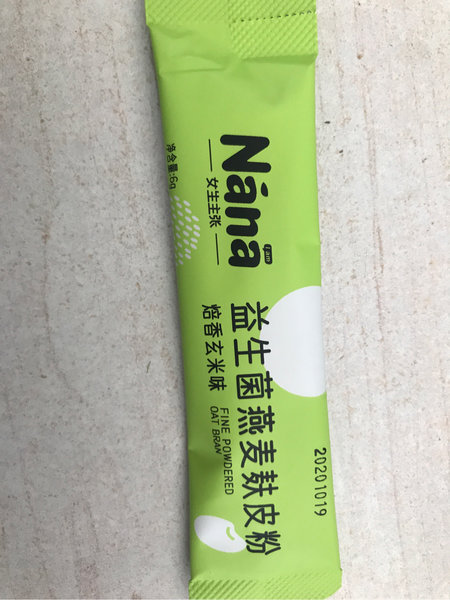 Náhá
I am
女生主张
净含量:6g
益生菌燕麦麸皮粉
焙香玄米味
FINE POWDERED
OAT BRAN
20201019